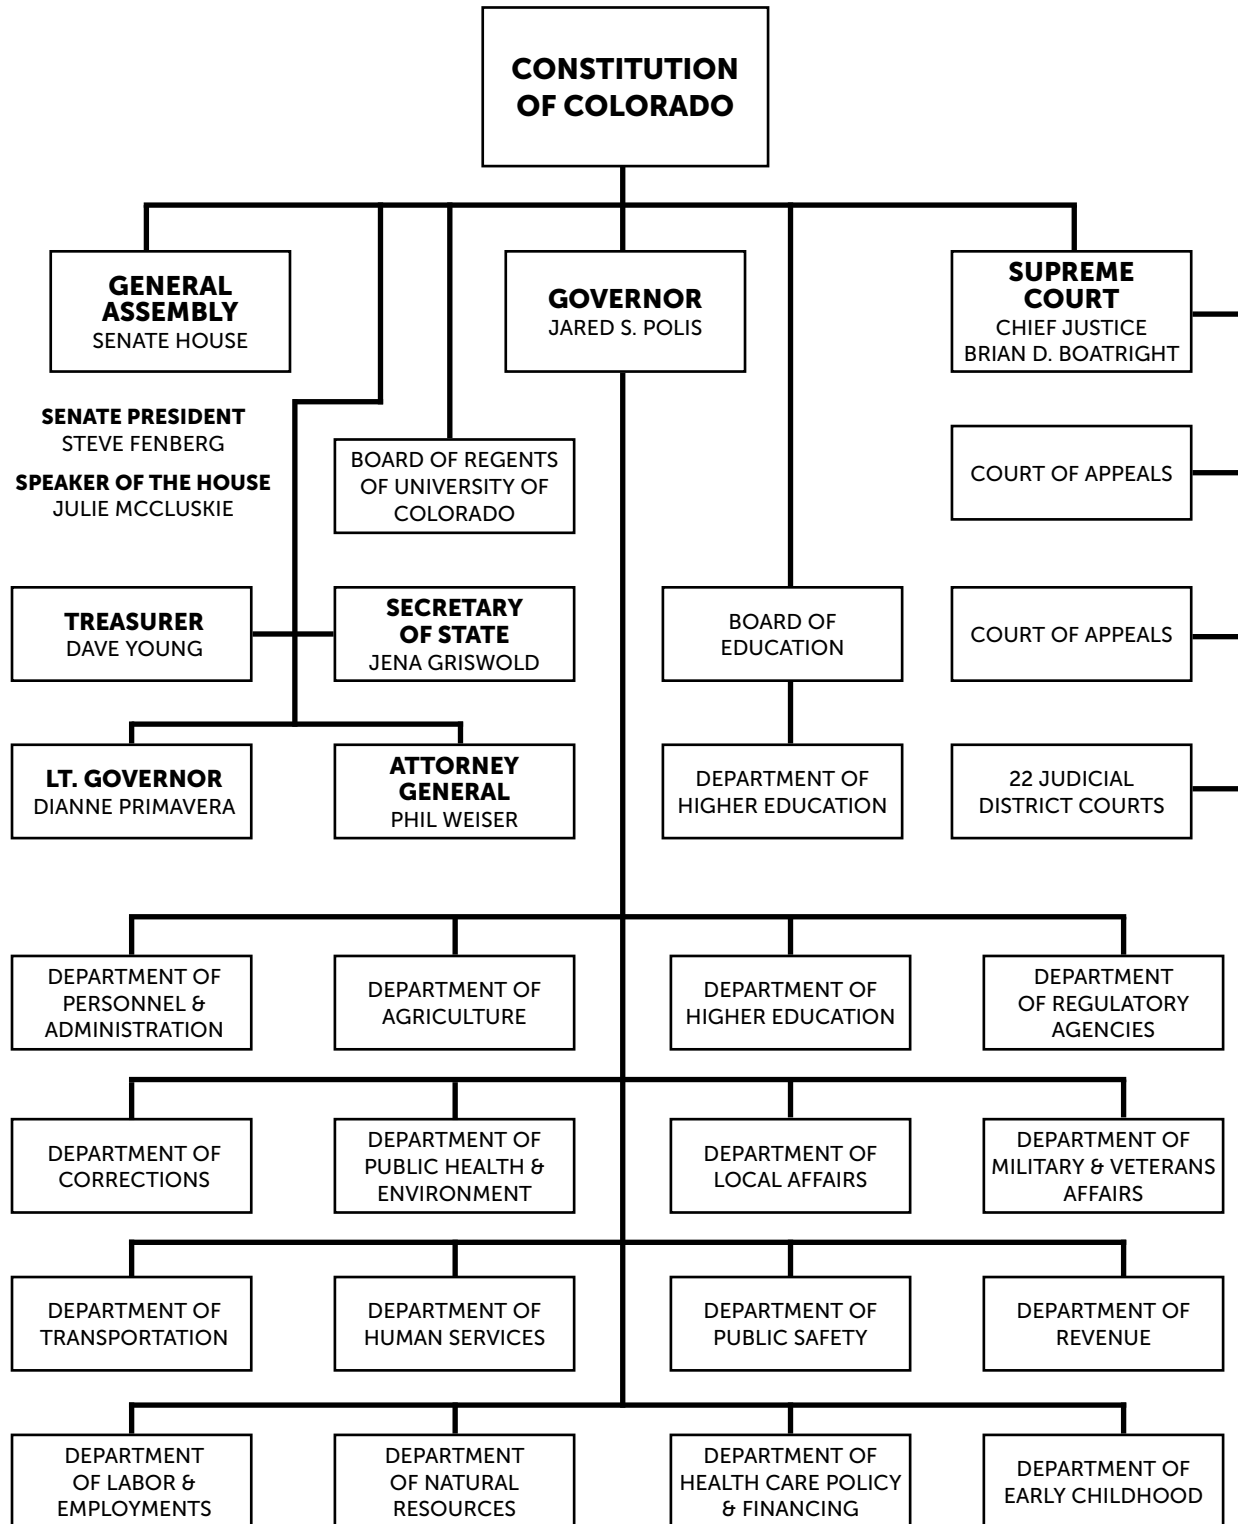 CONSTITUTION
OF COLORADO
GENERAL
ASSEMBLY
SENATE HOUSE
GOVERNOR
JARED S. POLIS
SUPREME
COURT
CHIEF JUSTICE
BRIAN D. BOATRIGHT
SENATE PRESIDENT
STEVE FENBERG
SPEAKER OF THE HOUSE
JULIE MCCLUSKIE
BOARD OF REGENTS
OF UNIVERSITY OF
COLORADO
COURT OF APPEALS
TREASURER
DAVE YOUNG
SECRETARY
OF STATE
JENA GRISWOLD
BOARD OF
EDUCATION
COURT OF APPEALS
LT. GOVERNOR
DIANNE PRIMAVERA
ATTORNEY
GENERAL
PHIL WEISER
DEPARTMENT OF
HIGHER EDUCATION
22 JUDICIAL
DISTRICT COURTS
DEPARTMENT OF
PERSONNEL &
ADMINISTRATION
DEPARTMENT OF
AGRICULTURE
DEPARTMENT OF
HIGHER EDUCATION
DEPARTMENT
OF REGULATORY
AGENCIES
DEPARTMENT OF
CORRECTIONS
DEPARTMENT OF
PUBLIC HEALTH &
ENVIRONMENT
DEPARTMENT OF
LOCAL AFFAIRS
DEPARTMENT OF
MILITARY & VETERANS
AFFAIRS
DEPARTMENT OF
TRANSPORTATION
DEPARTMENT OF
HUMAN SERVICES
DEPARTMENT OF
PUBLIC SAFETY
DEPARTMENT OF
REVENUE
DEPARTMENT
OF LABOR &
EMPLOYMENTS
DEPARTMENT
OF NATURAL
RESOURCES
DEPARTMENT OF
HEALTH CARE POLICY
& FINANCING
DEPARTMENT OF
EARLY CHILDHOOD